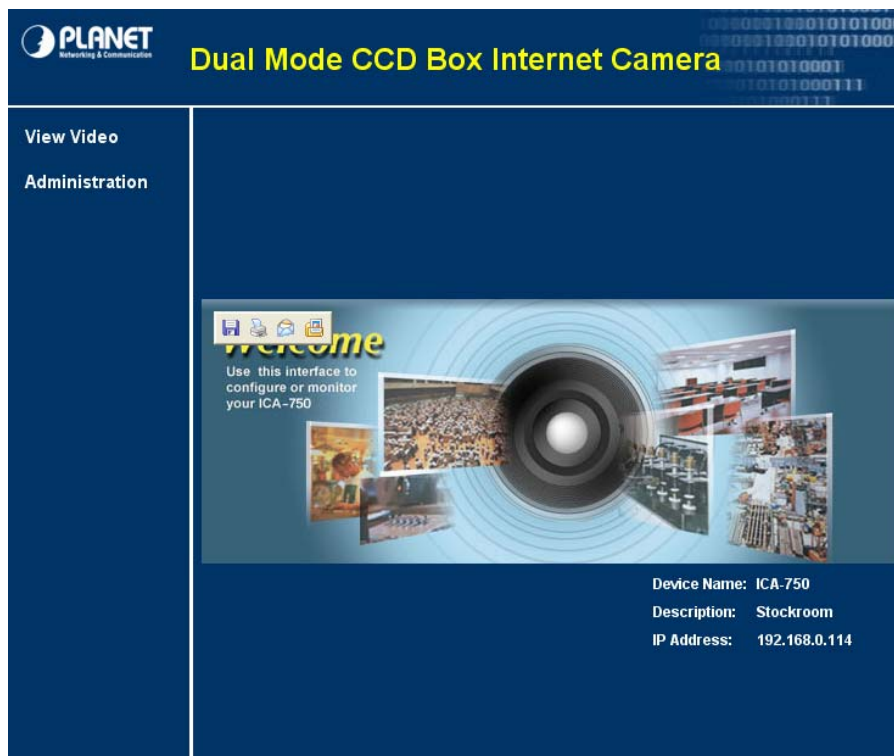 PLANET
Networking & Communication
Dual Mode CCD Box Internet Camera
View Video
Administration
Welcome
Use this interface to
configure or monitor
your ICA-750
Device Name: ICA-750
Description: Stockroom
IP Address: 192.168.0.114